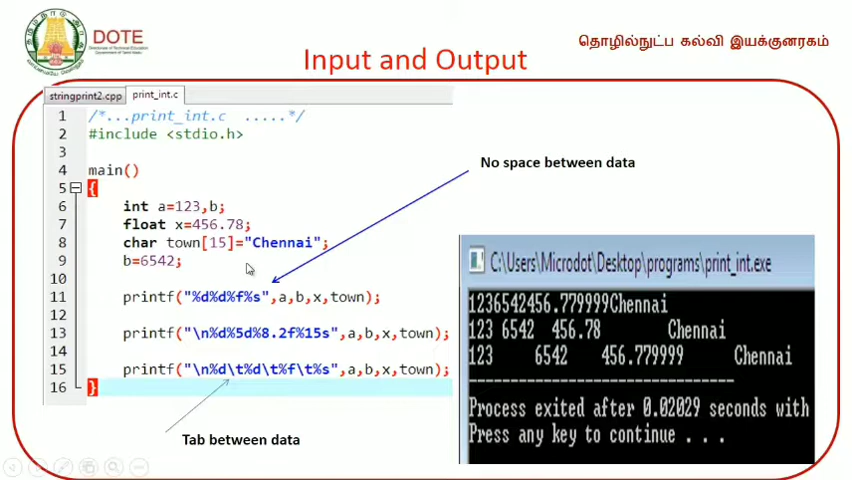 DOTE
தொழில்நுட்ப கல்வி இயக்குனரகம்
Input and Output
stringprint2.cpp print_int.c
1 /*...print_int.c .....*/
2 #include <stdio.h>
3
4 main()
5 {
6 int a=123,b;
7 float x=456.78;
8 char town[15]="Chennai";
9 b=6542;
10
11 printf("%d%d%f%s",a,b,x,town);
12
13 printf("\n%d%5d%8.2f%15s",a,b,x,town);
14
15 printf("\n%d\t%d\t%f\t%s",a,b,x,town);
16 }
No space between data
Tab between data
C:\Users\Microdot\Desktop\programs\print_int.exe
1236542456.779999Chennai
123 6542  456.78        Chennai
123     6542    456.779999      Chennai
--------------------------------
Process exited after 0.02029 seconds with
Press any key to continue . . .